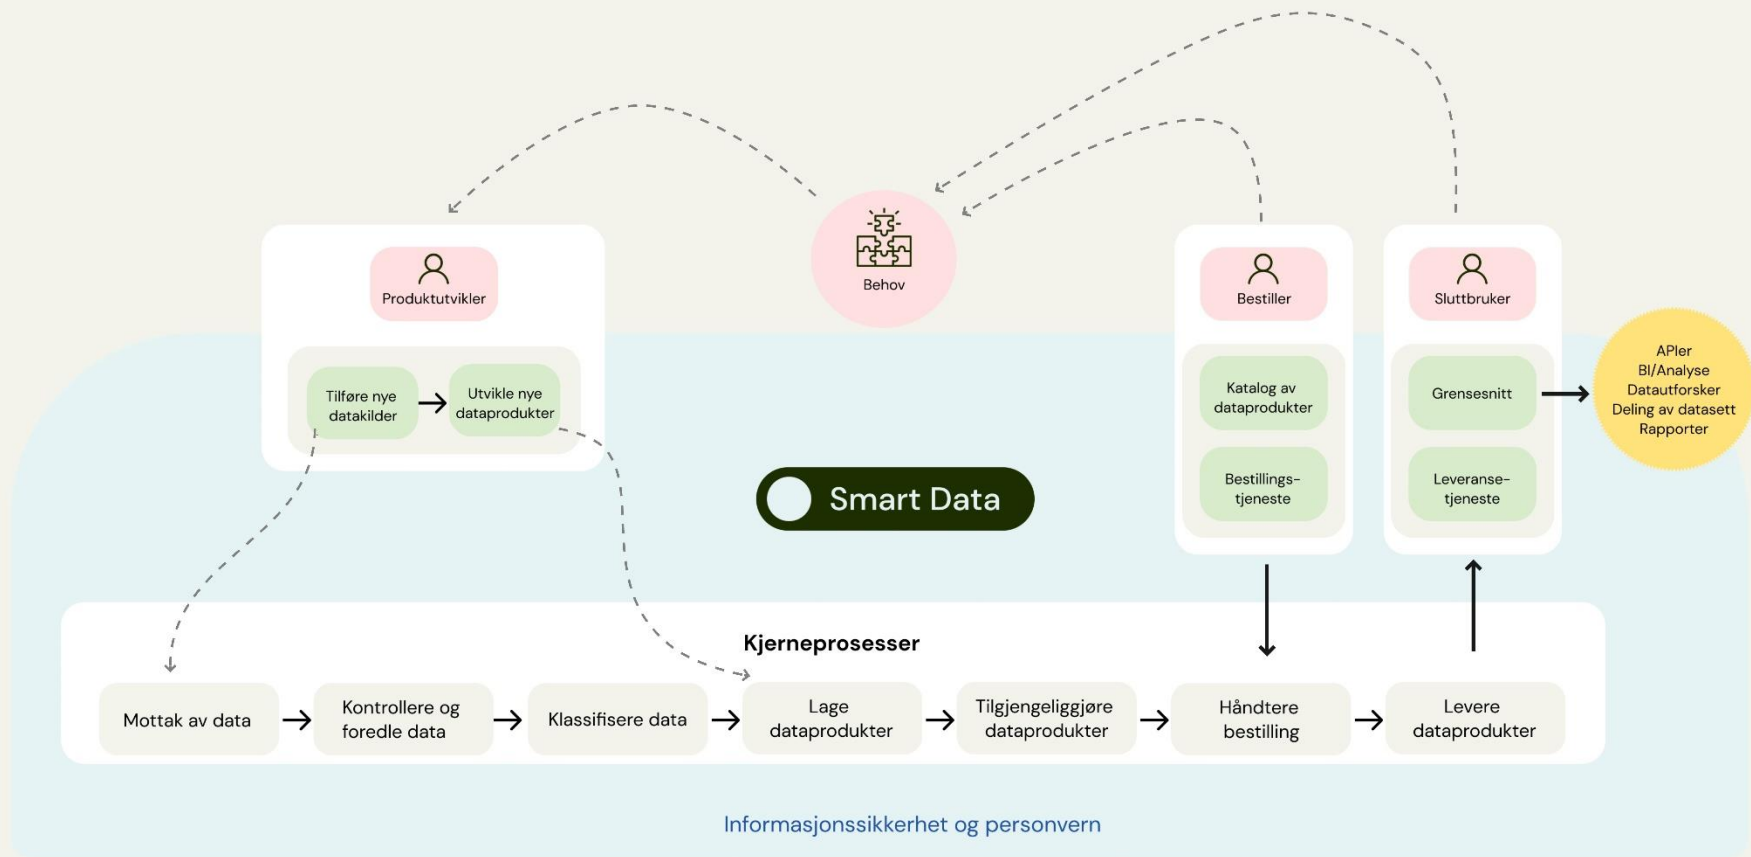 Behov
Produktutvikler
Bestiller
Sluttbruker
Tilføre nye
datakilder
Utvikle nye
dataprodukter
Katalog av
dataprodukter
Bestillings-
tjeneste
Grensesnitt
Leveranse-
tjeneste
APIer
BI/Analyse
Datautforsker
Deling av datasett
Rapporter
Smart Data
Kjerneprosesser
Mottak av data
Kontrollere og
foredle data
Klassifisere data
Lage
dataprodukter
Tilgjengeliggjøre
dataprodukter
Håndtere
bestilling
Levere
dataprodukter
Informasjonssikkerhet og personvern